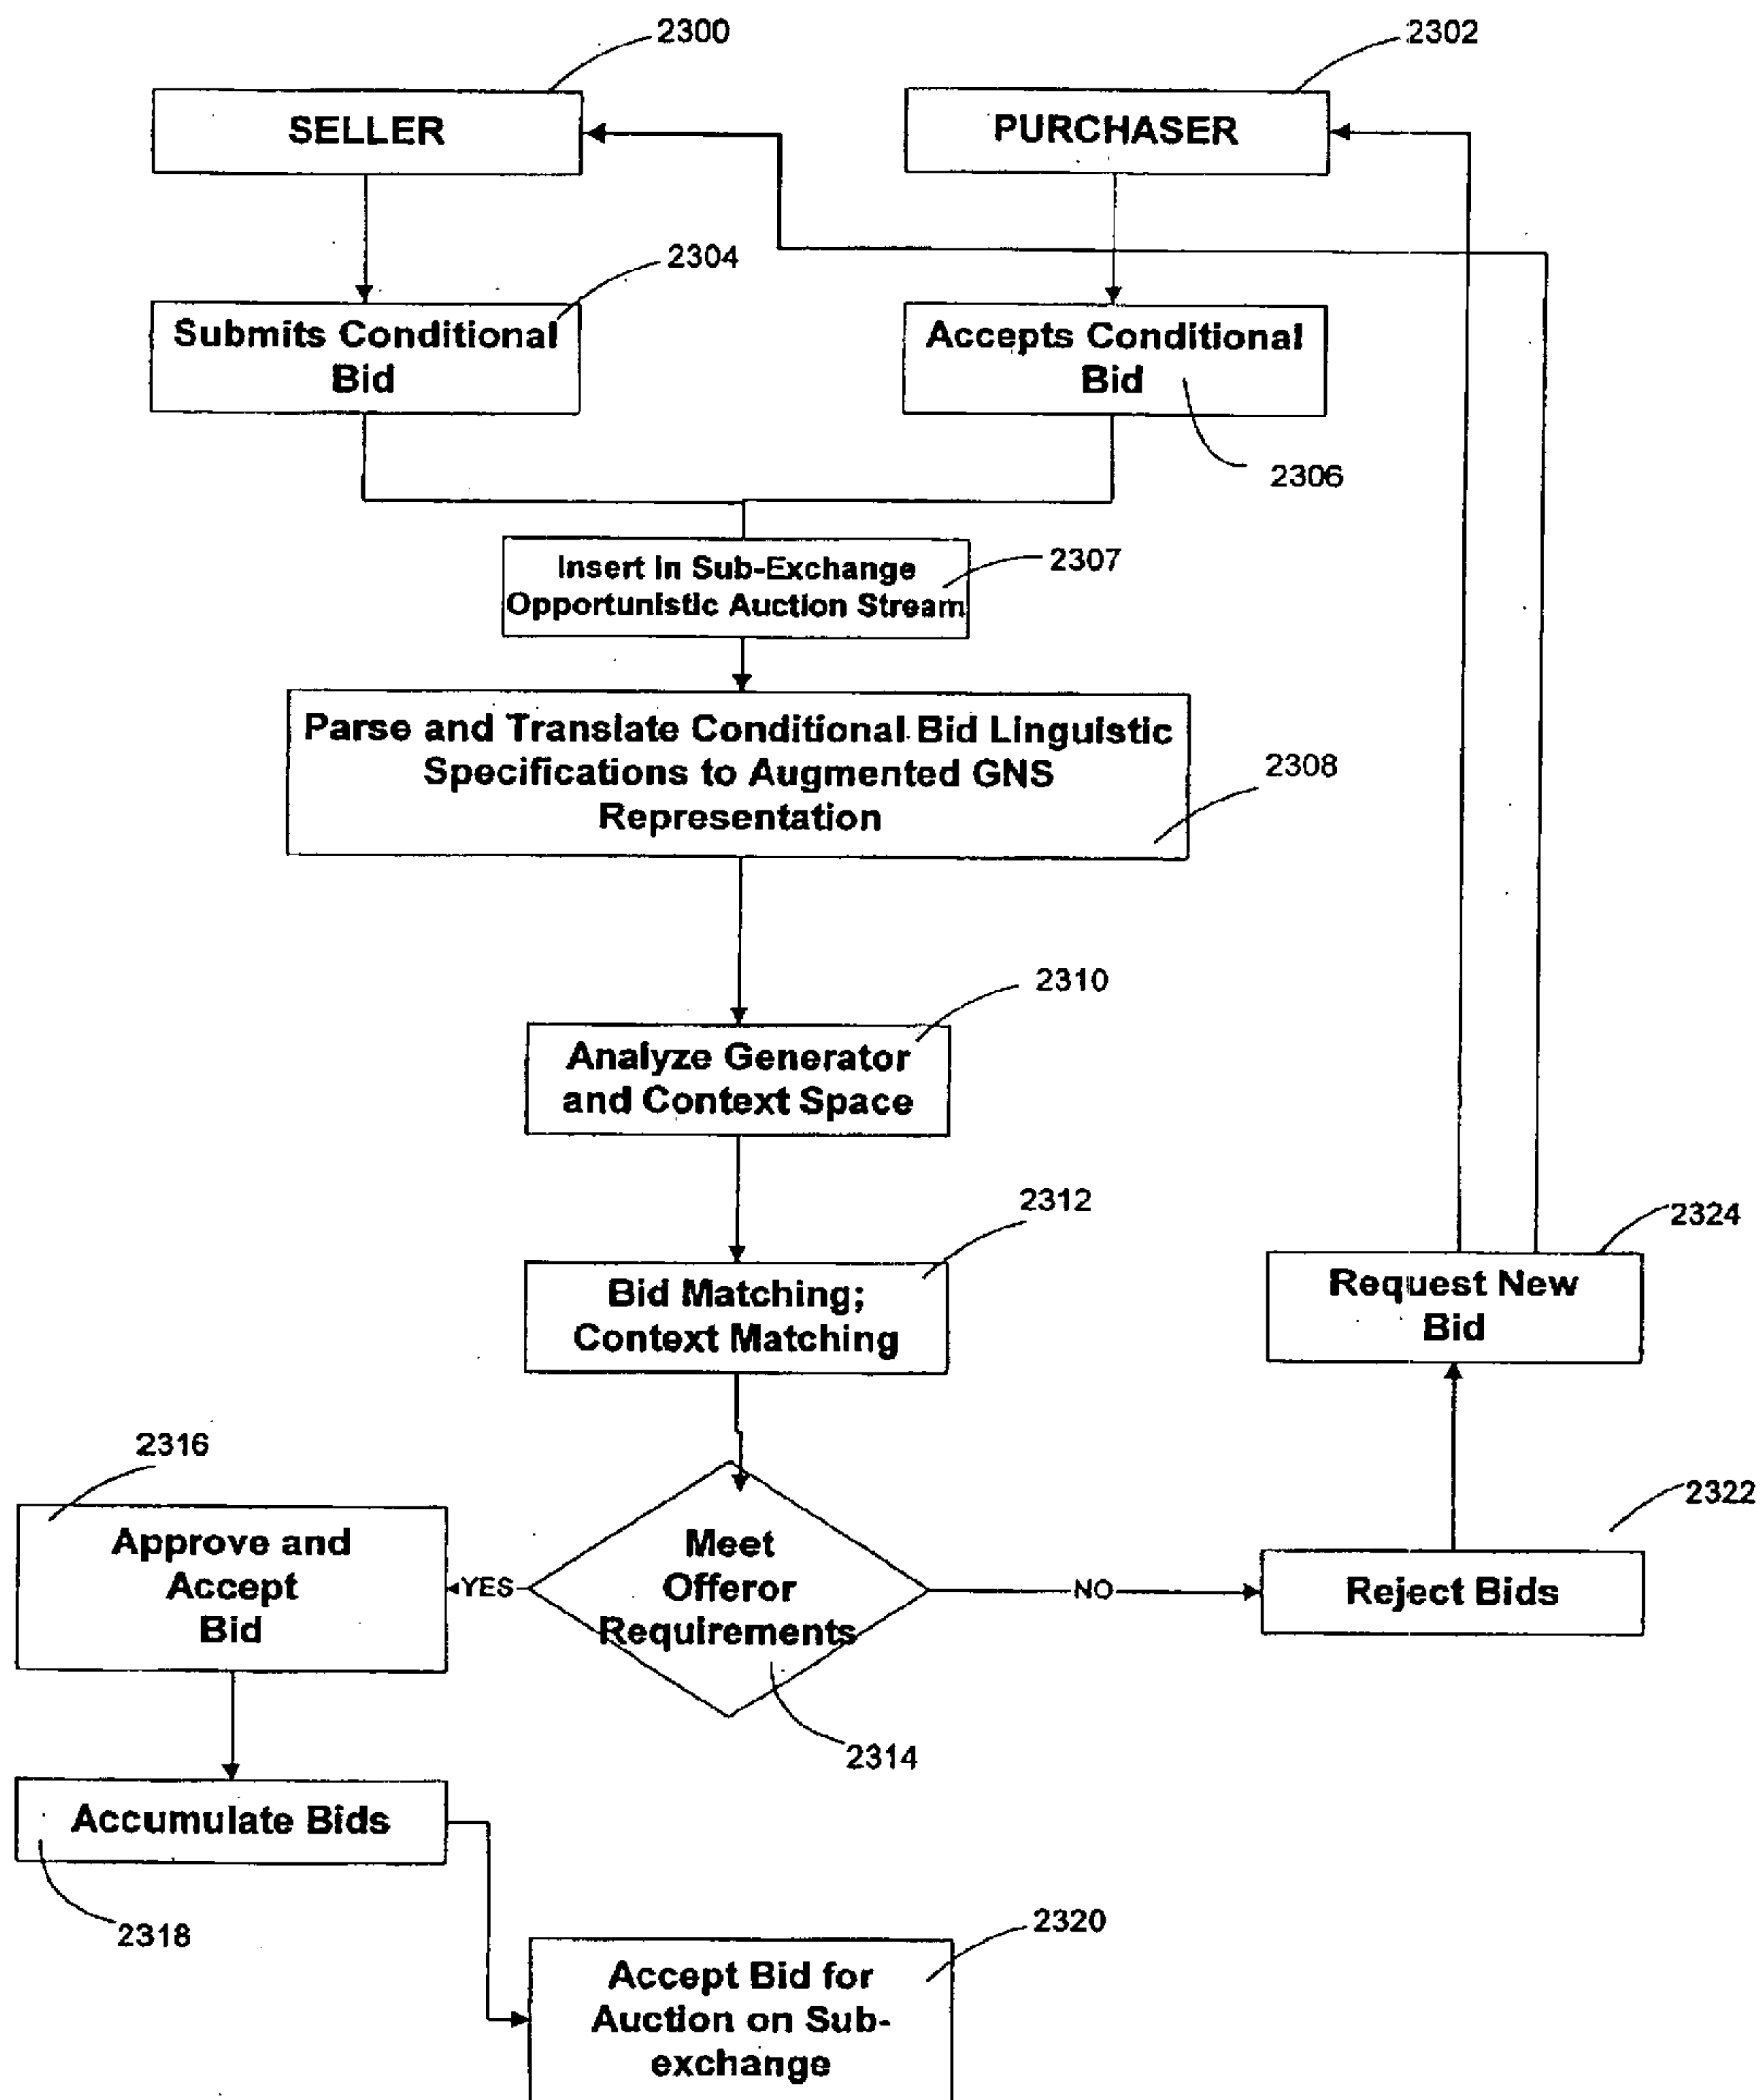 2300
2302
SELLER
PURCHASER
2304
Submits Conditional
Bid
Accepts Conditional
Bid
2306
Insert in Sub-Exchange
Opportunistic Auction Stream
2307
Parse and Translate Conditional Bid Linguistic
Specifications to Augmented GNS
Representation
2308
2310
Analyze Generator
and Context Space
2312
Bid Matching;
Context Matching
2324
Request New
Bid
2316
Approve and
Accept
Bid
YES
Meet
Offeror
Requirements
NO
2322
Reject Bids
2314
Accumulate Bids
2318
2320
Accept Bid for
Auction on Sub-
exchange